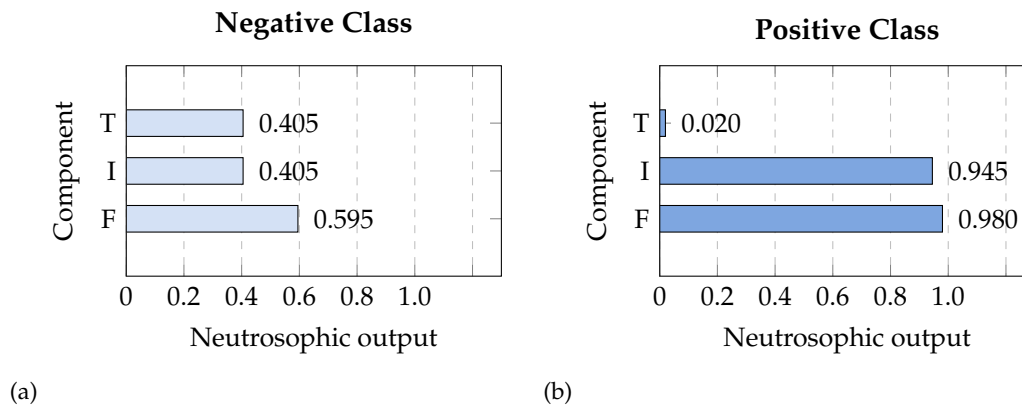 Negative Class
Component
T
0.405
I
0.405
F
0.595
0 0.2 0.4 0.6 0.8 1.0
Neutrosophic output
(a)
Positive Class
Component
T
0.020
I
0.945
F
0.980
0 0.2 0.4 0.6 0.8 1.0
Neutrosophic output
(b)